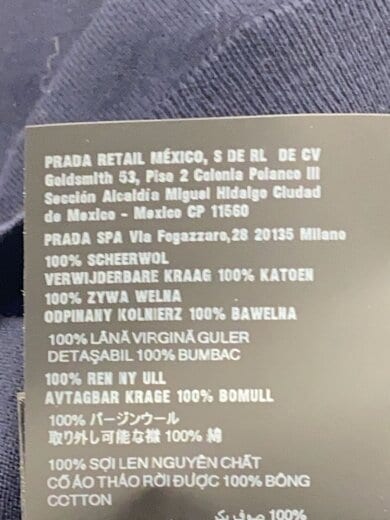 PRADA RETAIL MÉXICO, S DE RL DE CV
Goldsmith 53, Piso 2 Colonia Polanco III
Sección Alcaldía Miguel Hidalgo Ciudad
de Mexico - Mexico CP 11560
PRADA SPA Via Fogazzaro,28 20135 Milano
100% SCHEERWOL
VERWIJDERBARE KRAAG 100% KATOEN
100% ZYWA WELNA
ODPINANY KOLNIERZ 100% BAWELNA
100% LÂNĂ VIRGINĂ GULER
DETAŞABIL 100% BUMBAC
100% REN NY ULL
AVTAGBAR KRAGE 100% BOMULL
100% バージンウール
取り外し可能な襟 100% 綿
100% SỢI LEN NGUYÊN CHẤT
CỔ ÁO THÁO RỜI ĐƯỢC 100% BÔNG
COTTON
100% صوف بكر